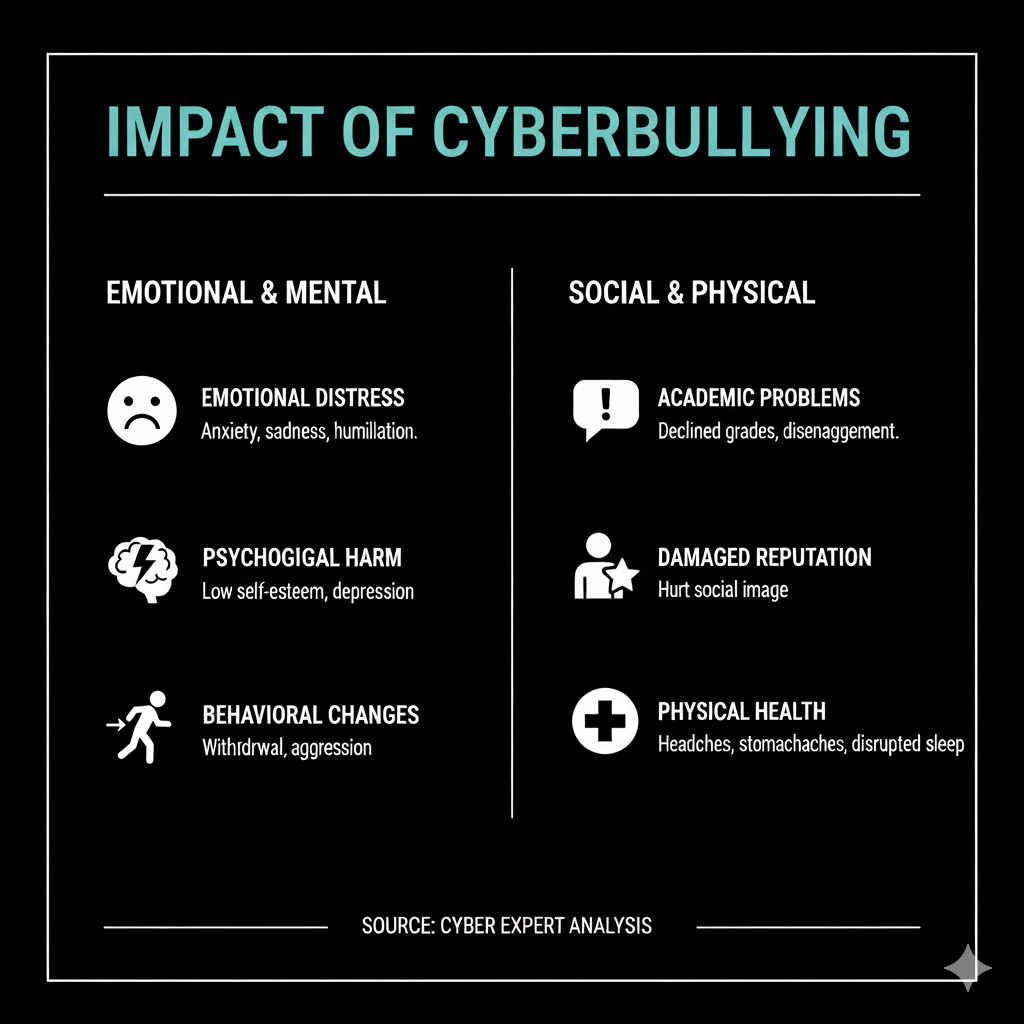 IMPACT OF CYBERBULLYING
EMOTIONAL & MENTAL
EMOTIONAL DISTRESS
Anxiety, sadness, humillation.
PSYCHOGIGAL HARM
Low self-esteem, depression
BEHAVIORAL CHANGES
Withrdrwal, aggression
SOCIAL & PHYSICAL
ACADEMIC PROBLEMS
Declined grades, disenaggement.
DAMAGED REPUTATION
Hurt social image
PHYSICAL HEALTH
Headches, stomachaches, disrupted sleep
SOURCE: CYBER EXPERT ANALYSIS